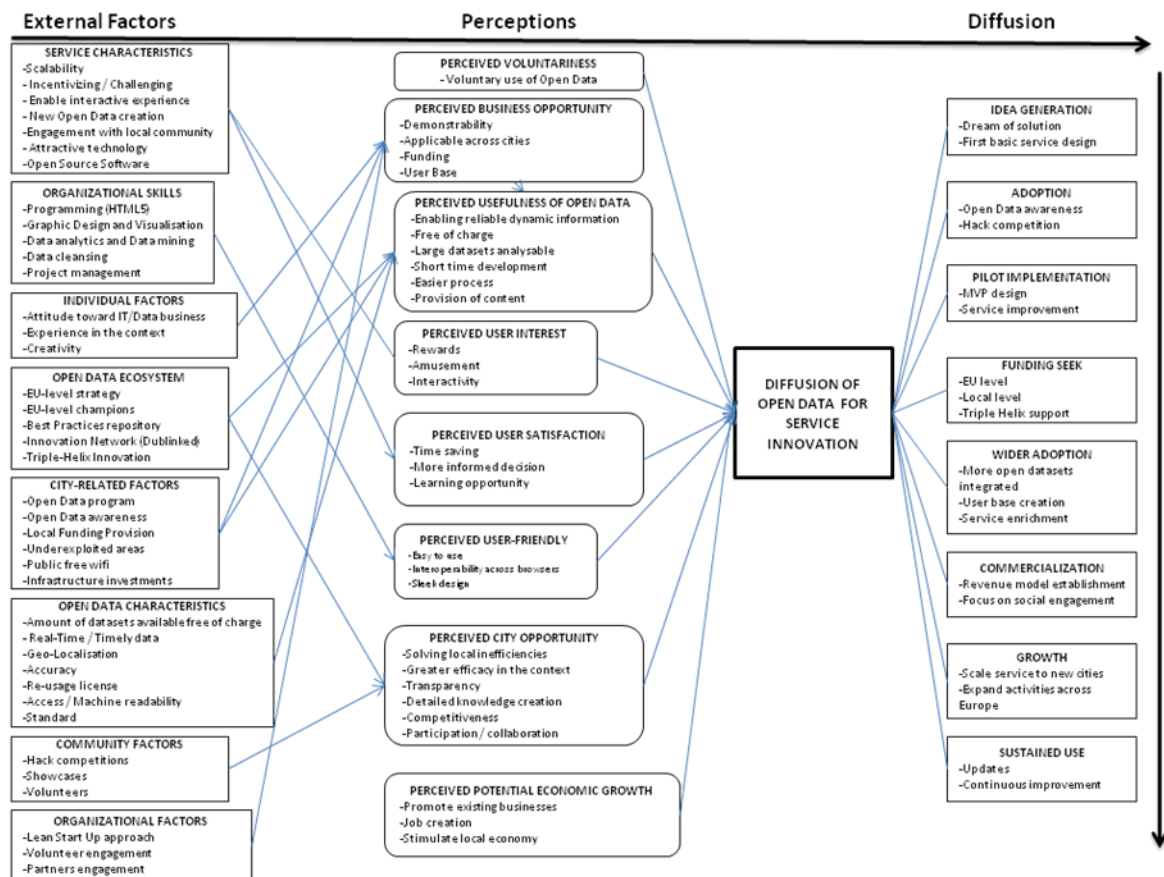 External Factors
Perceptions
Diffusion
SERVICE CHARACTERISTICS
-Scalability
- Incentivizing / Challenging
- Enable interactive experience
- New Open Data creation
-Engagement with local community
- Attractive technology
-Open Source Software
ORGANIZATIONAL SKILLS
-Programming (HTML5)
-Graphic Design and Visualisation
-Data analytics and Data mining
-Data cleansing
-Project management
INDIVIDUAL FACTORS
-Attitude toward IT/Data business
-Experience in the context
-Creativity
OPEN DATA ECOSYSTEM
-EU-level strategy
-EU-level champions
-Best Practices repository
-Innovation Network (Dublinked)
-Triple-Helix Innovation
CITY-RELATED FACTORS
-Open Data program
-Open Data awareness
-Local Funding Provision
-Underexploited areas
-Public free wifi
-Infrastructure investments
OPEN DATA CHARACTERISTICS
-Amount of datasets available free of charge
- Real-Time / Timely data
-Geo-Localisation
-Accuracy
-Re-usage license
-Access / Machine readability
-Standard
COMMUNITY FACTORS
-Hack competitions
-Showcases
-Volunteers
ORGANIZATIONAL FACTORS
-Lean Start Up approach
-Volunteer engagement
-Partners engagement
PERCEIVED VOLUNTARINESS
- Voluntary use of Open Data
PERCEIVED BUSINESS OPPORTUNITY
-Demonstrability
-Applicable across cities
-Funding
-User Base
PERCEIVED USEFULNESS OF OPEN DATA
-Enabling reliable dynamic information
-Free of charge
-Large datasets analysable
-Short time development
-Easier process
-Provision of content
PERCEIVED USER INTEREST
-Rewards
-Amusement
-Interactivity
PERCEIVED USER SATISFACTION
-Time saving
-More informed decision
-Learning opportunity
PERCEIVED USER-FRIENDLY
-Easy to use
-Interoperability across browsers
-Sleek design
PERCEIVED CITY OPPORTUNITY
-Solving local inefficiencies
-Greater efficacy in the context
-Transparency
-Detailed knowledge creation
-Competitiveness
-Participation / collaboration
PERCEIVED POTENTIAL ECONOMIC GROWTH
-Promote existing businesses
-Job creation
-Stimulate local economy
DIFFUSION OF
OPEN DATA FOR
SERVICE
INNOVATION
IDEA GENERATION
-Dream of solution
-First basic service design
ADOPTION
-Open Data awareness
-Hack competition
PILOT IMPLEMENTATION
-MVP design
-Service improvement
FUNDING SEEK
-EU level
-Local level
-Triple Helix support
WIDER ADOPTION
-More open datasets
integrated
-User base creation
-Service enrichment
COMMERCIALIZATION
-Revenue model establishment
-Focus on social engagement
GROWTH
-Scale service to new cities
-Expand activities across
Europe
SUSTAINED USE
-Updates
-Continuous improvement